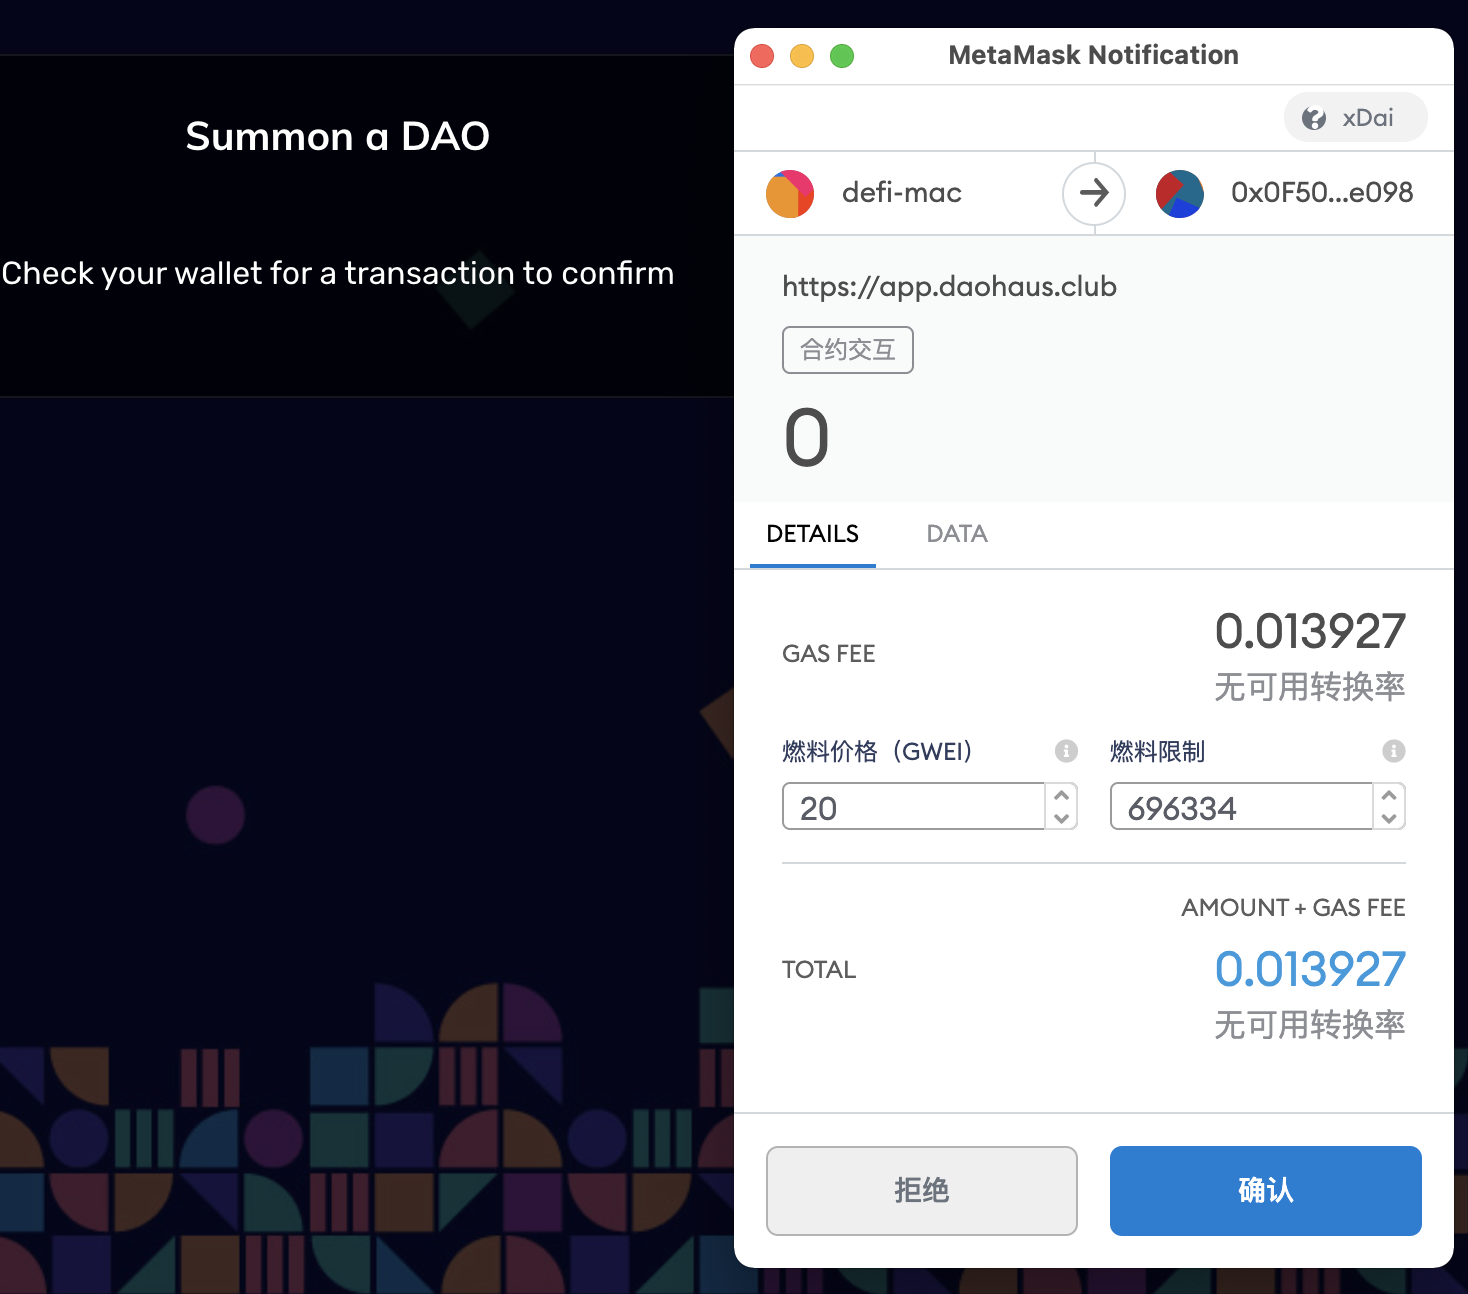 Summon a DAO
Check your wallet for a transaction to confirm
MetaMask Notification
xDai
defi-mac
0x0F50...e098
https://app.daohaus.club
合约交互
0
DETAILS
DATA
GAS FEE
0.013927
无可用转换率
燃料价格（GWEI）
燃料限制
20
696334
AMOUNT + GAS FEE
TOTAL
0.013927
无可用转换率
拒绝
确认